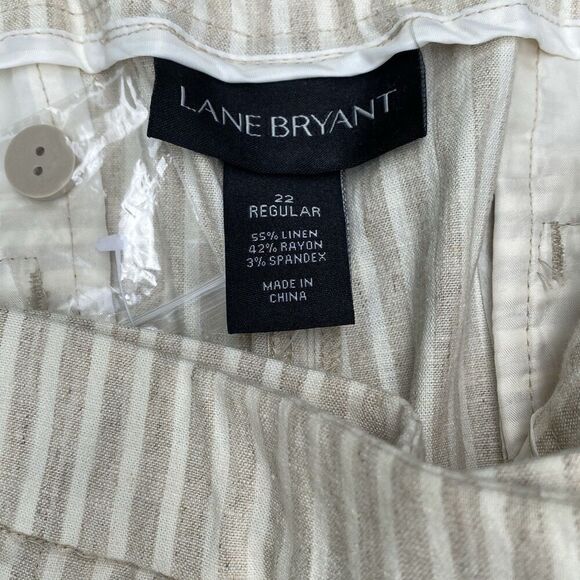 LANE BRYANT
22
REGULAR
55% LINEN
42% RAYON
3% SPANDEX
MADE IN
CHINA